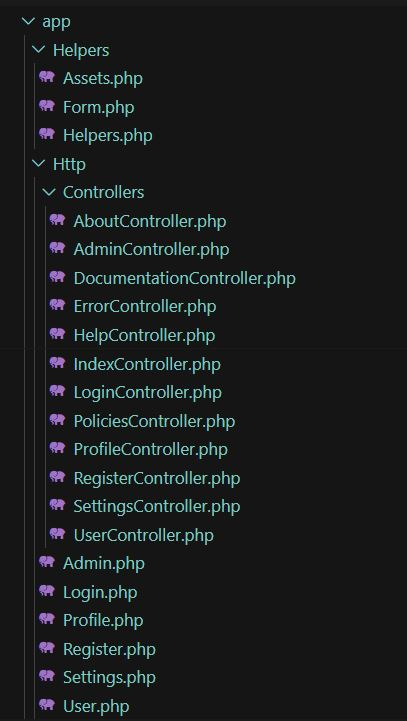 app
Helpers
Assets.php
Form.php
Helpers.php
Http
Controllers
AboutController.php
AdminController.php
DocumentationController.php
ErrorController.php
HelpController.php
IndexController.php
LoginController.php
PoliciesController.php
ProfileController.php
RegisterController.php
SettingsController.php
UserController.php
Admin.php
Login.php
Profile.php
Register.php
Settings.php
User.php